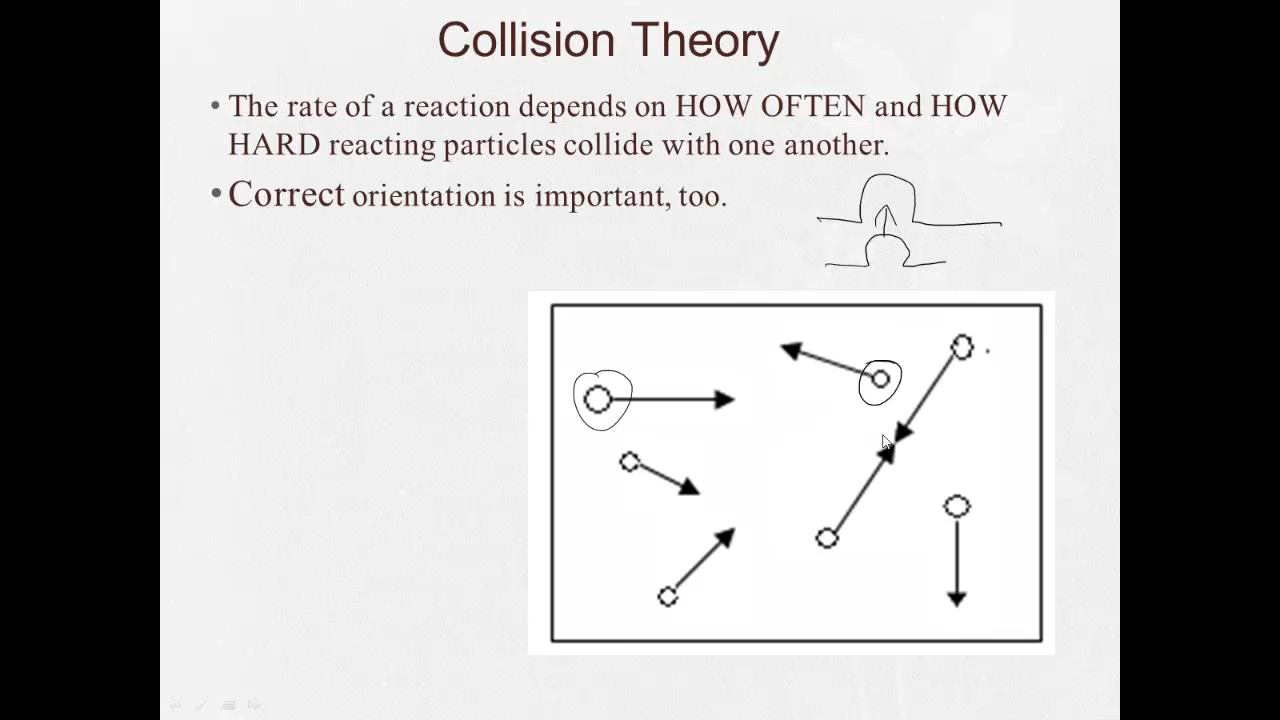 Collision Theory
• The rate of a reaction depends on HOW OFTEN and HOW
HARD reacting particles collide with one another.
• Correct orientation is important, too.